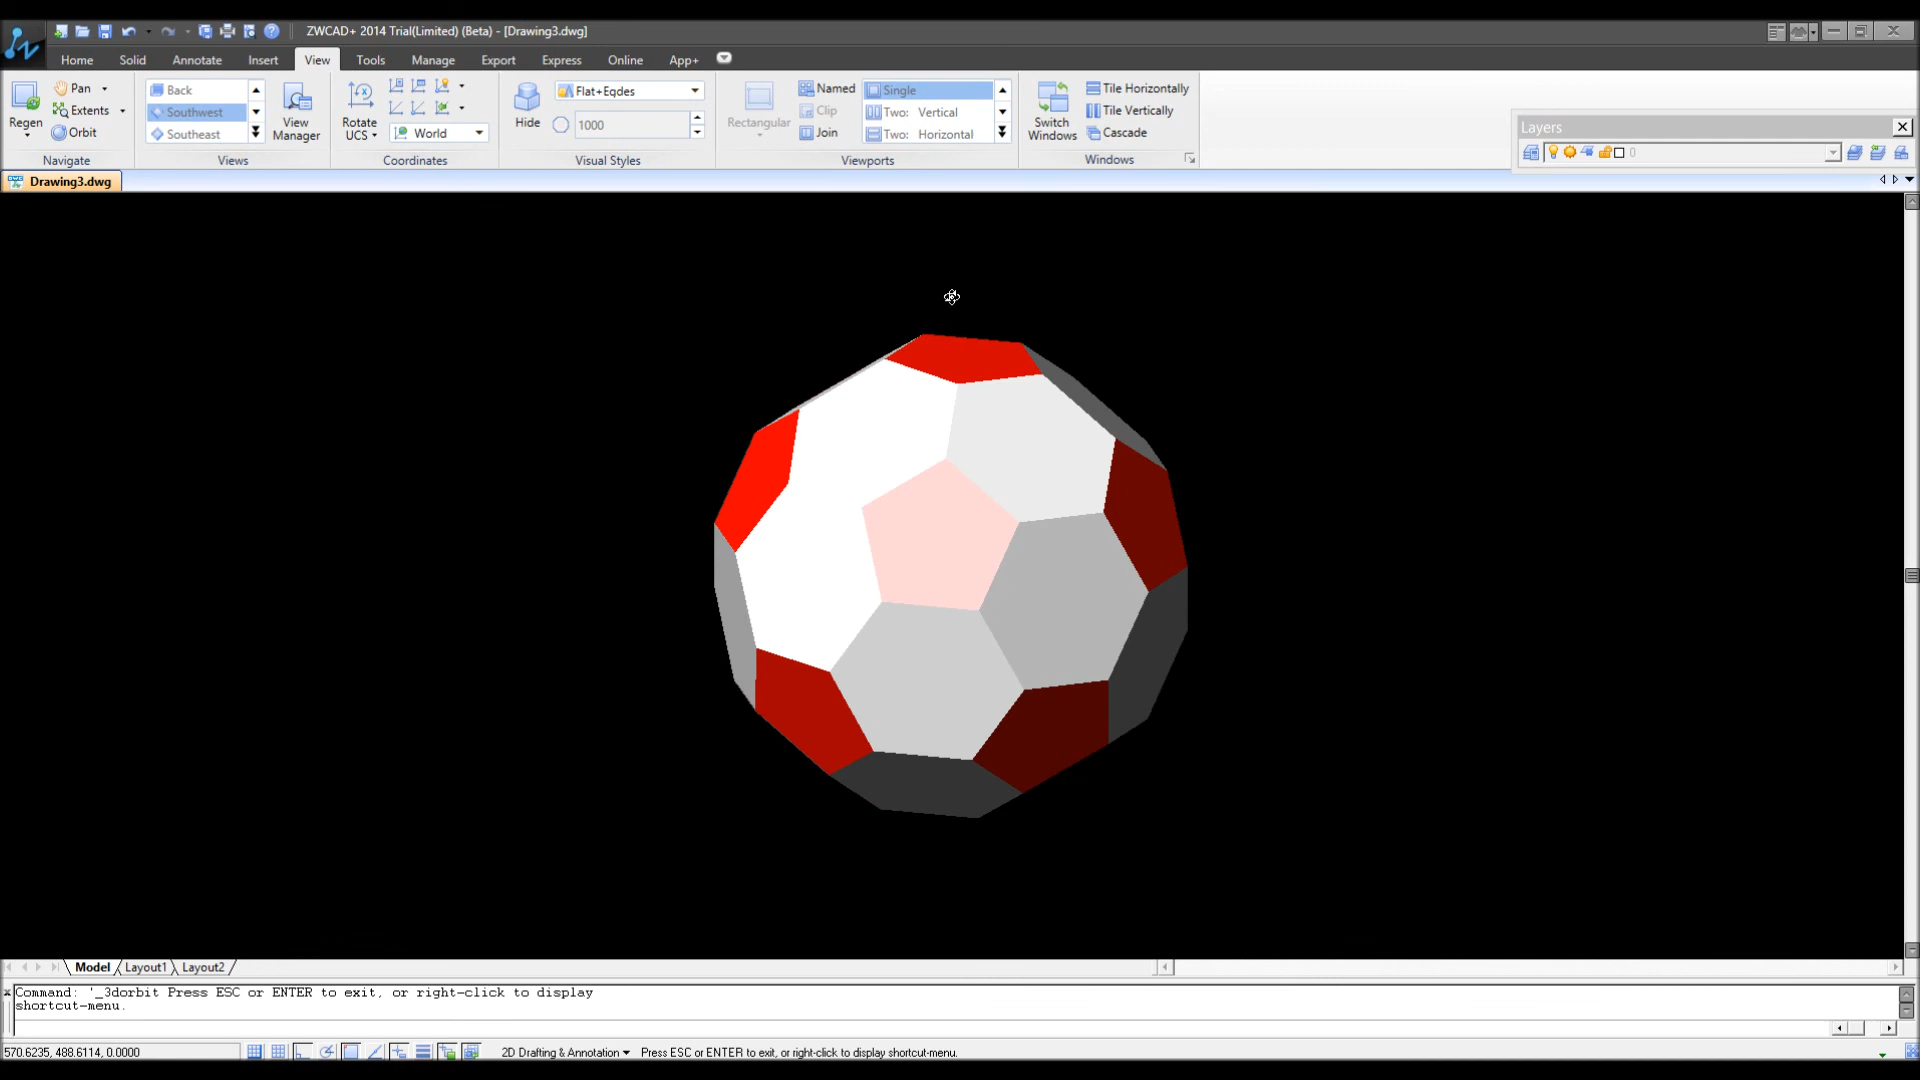 ZWCAD+ 2014 Trial(Limited) (Beta) - [Drawing3.dwg]
Home Solid Annotate Insert View Tools Manage Export Express Online App+
Regen
Pan
Extents
Orbit
Navigate
Back
Southwest
Southeast
View Manager
Views
Rotate UCS
World
Coordinates
Hide
Flat+Eqdes
1000
Visual Styles
Rectangular
Named
Clip
Join
Single
Two: Vertical
Two: Horizontal
Viewports
Switch Windows
Tile Horizontally
Tile Vertically
Cascade
Windows
Layers
0
Drawing3.dwg
Model Layout1 Layout2
Command: '_3dorbit Press ESC or ENTER to exit, or right-click to display
shortcut-menu.
570.6235, 488.6114, 0.0000 2D Drafting & Annotation Press ESC or ENTER to exit, or right-click to display shortcut-menu.